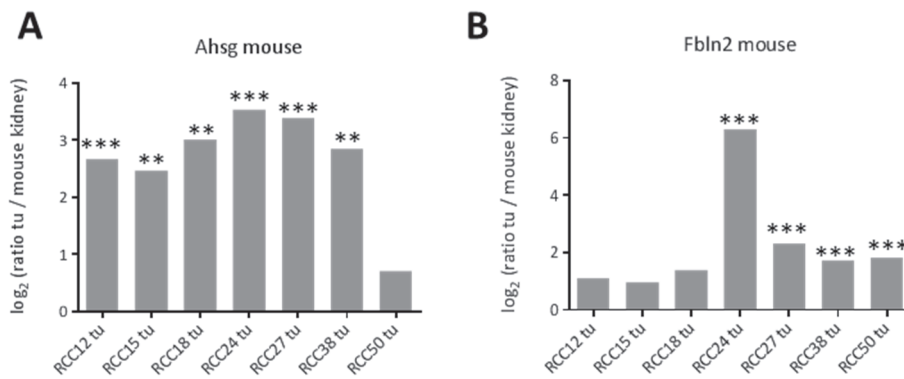 A
Ahsg mouse
log2 (ratio tu / mouse kidney)
4
3
2
1
0
***
**
**
***
***
**
RCC12 tu
RCC15 tu
RCC18 tu
RCC24 tu
RCC27 tu
RCC38 tu
RCC50 tu
B
Fbln2 mouse
log2 (ratio tu / mouse kidney)
8
6
4
2
0
***
***
***
***
RCC12 tu
RCC15 tu
RCC18 tu
RCC24 tu
RCC27 tu
RCC38 tu
RCC50 tu